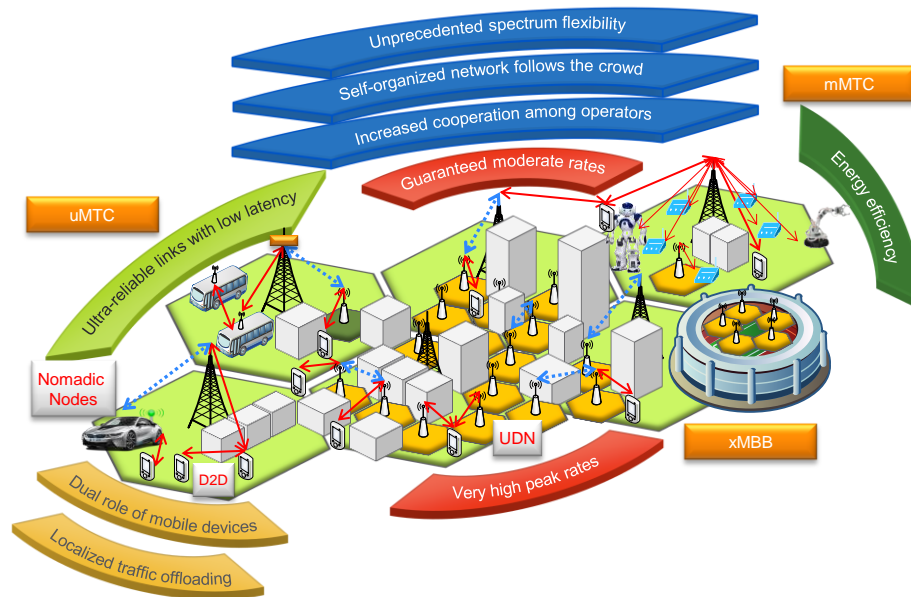 Unprecedented spectrum flexibility
Self-organized network follows the crowd
Increased cooperation among operators
mMTC
Guaranteed moderate rates
Energy efficiency
uMTC
Ultra-reliable links with low latency
Nomadic
Nodes
UDN
xMBB
D2D
Very high peak rates
Dual role of mobile devices
Localized traffic offloading